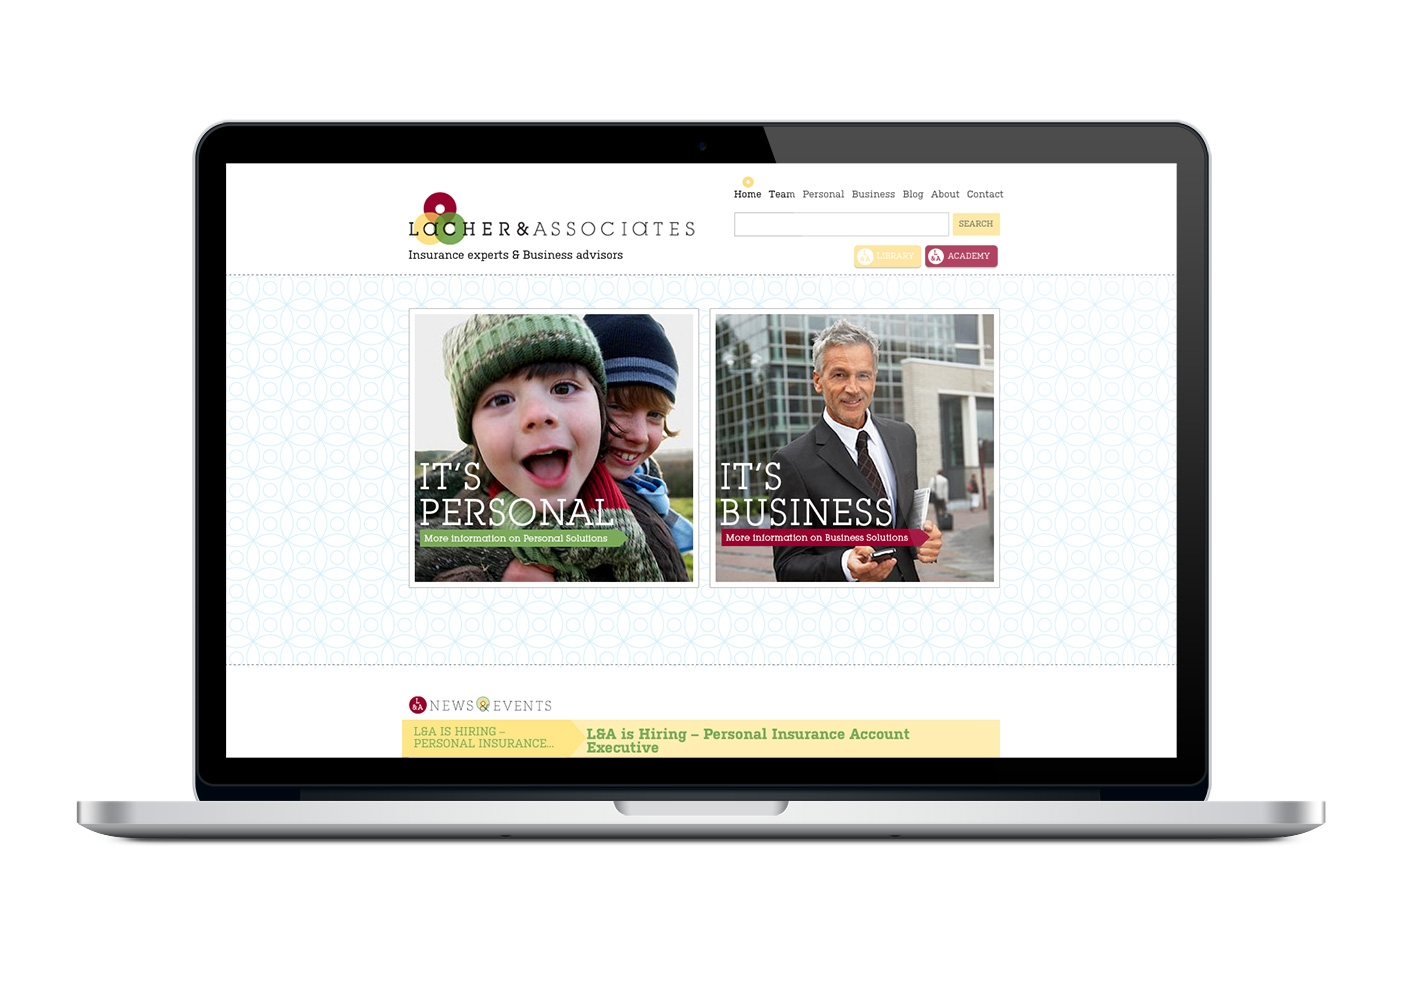 LaCHER&ASSOCIATES
Insurance experts & Business advisors
Home Team Personal Business Blog About Contact
SEARCH
L&A LIBRARY
L&A ACADEMY
IT'S
PERSONAL
More information on Personal Solutions
IT'S
BUSINESS
More information on Business Solutions
L&A NEWS&EVENTS
L&A IS HIRING –
PERSONAL INSURANCE...
L&A is Hiring – Personal Insurance Account
Executive